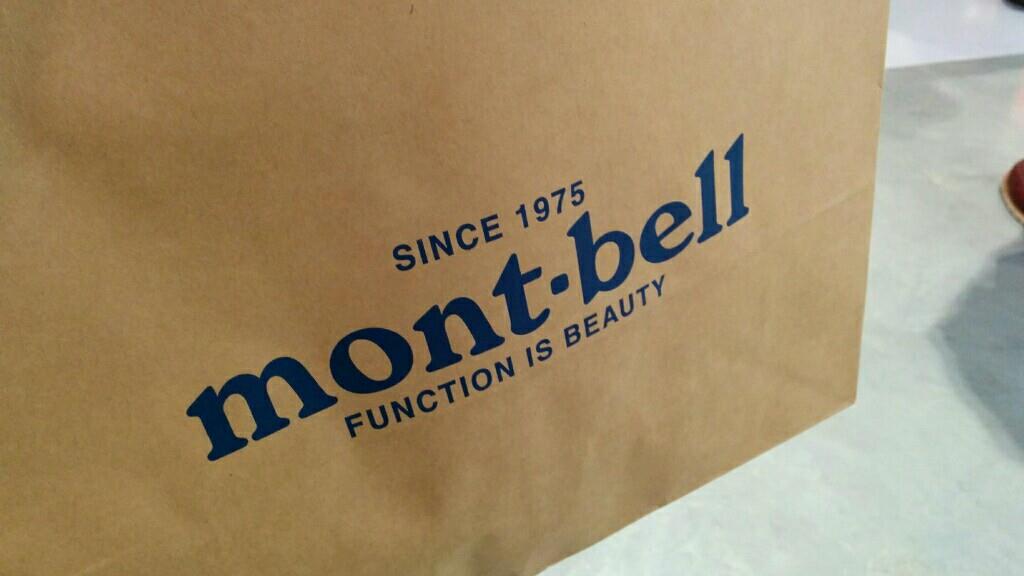 SINCE 1975
mont-bell
FUNCTION IS BEAUTY